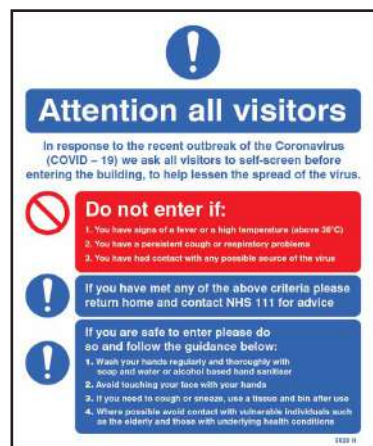 !
Attention all visitors
In response to the recent outbreak of the Coronavirus
(COVID – 19) we ask all visitors to self-screen before
entering the building, to help lessen the spread of the virus.
Do not enter if:
1. You have signs of a fever or a high temperature (above 38°C)
2. You have a persistent cough or respiratory problems
3. You have had contact with any possible source of the virus
!
If you have met any of the above criteria please
return home and contact NHS 111 for advice
!
If you are safe to enter please do
so and follow the guidance below:
1. Wash your hands regularly and thoroughly with
soap and water or alcohol based hand sanitiser
2. Avoid touching your face with your hands
3. If you need to cough or sneeze, use a tissue and bin after use
4. Where possible avoid contact with vulnerable individuals such
as the elderly and those with underlying health conditions